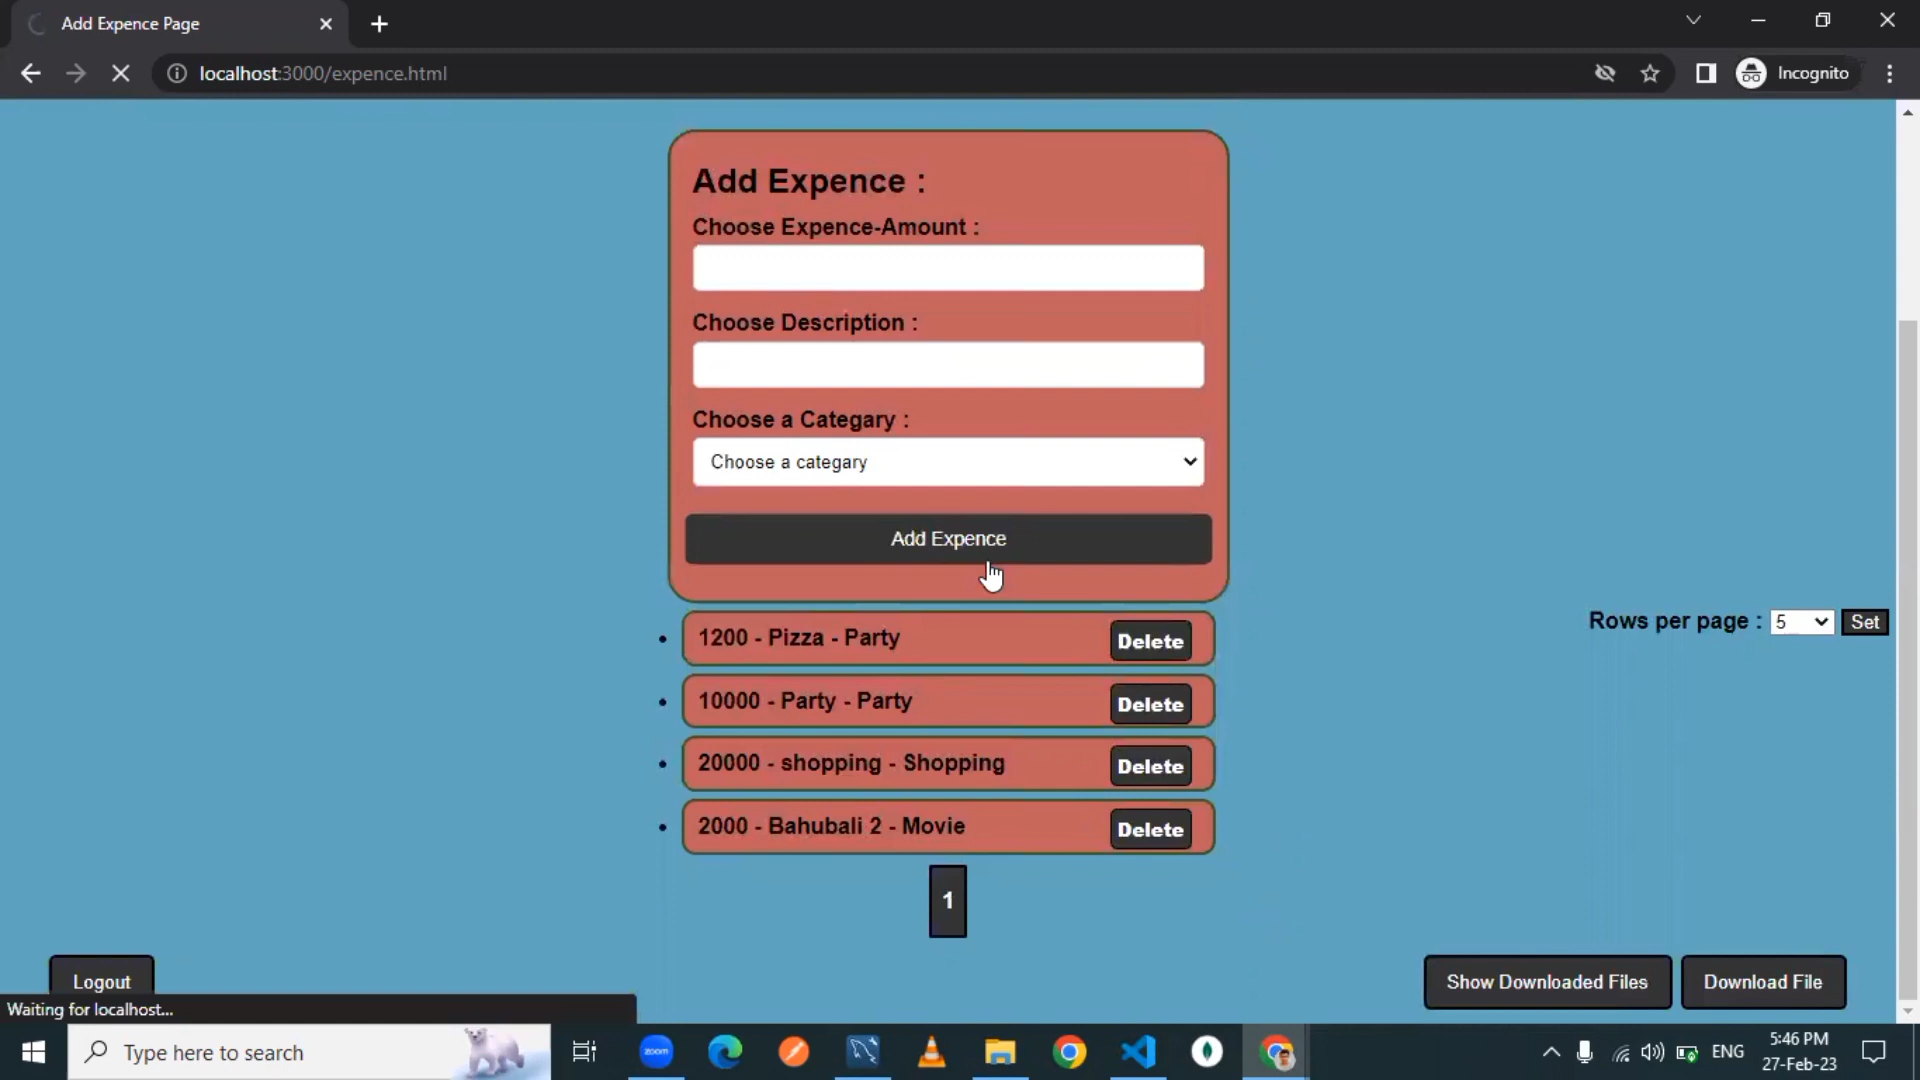 Add Expence Page
localhost:3000/expence.html
Incognito
Add Expence :
Choose Expence-Amount :
Choose Description :
Choose a Categary :
Choose a category
Add Expence
Rows per page : 5 Set
1200 - Pizza - Party Delete
10000 - Party - Party Delete
20000 - shopping - Shopping Delete
2000 - Bahubali 2 - Movie Delete
1
Logout
Show Downloaded Files
Download File
Waiting for localhost...
Type here to search
zoom
ENG
5:46 PM
27-Feb-23